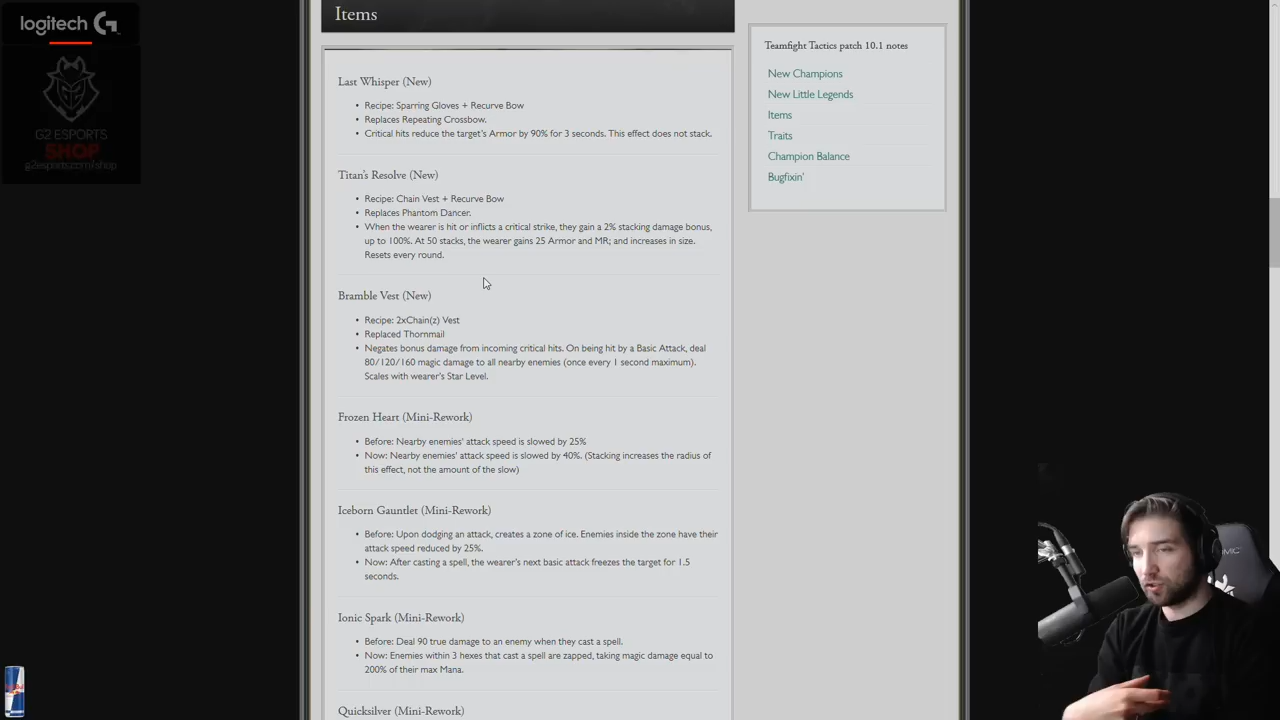 logitech G
G2 ESPORTS
SHOP
g2esports.com/shop
Items
Last Whisper (New)
• Recipe: Sparring Gloves + Recurve Bow
• Replaces Repeating Crossbow.
• Critical hits reduce the target's Armor by 90% for 3 seconds. This effect does not stack.
Titan's Resolve (New)
• Recipe: Chain Vest + Recurve Bow
• Replaces Phantom Dancer.
• When the wearer is hit or inflicts a critical strike, they gain a 2% stacking damage bonus,
up to 100%. At 50 stacks, the wearer gains 25 Armor and MR; and increases in size.
Resets every round.
Bramble Vest (New)
• Recipe: 2xChain(z) Vest
• Replaced Thornmail
• Negates bonus damage from incoming critical hits. On being hit by a Basic Attack, deal
80/120/160 magic damage to all nearby enemies (once every 1 second maximum).
Scales with wearer's Star Level.
Frozen Heart (Mini-Rework)
• Before: Nearby enemies' attack speed is slowed by 25%
• Now: Nearby enemies' attack speed is slowed by 40%. (Stacking increases the radius of
this effect, not the amount of the slow)
Iceborn Gauntlet (Mini-Rework)
• Before: Upon dodging an attack, creates a zone of ice. Enemies inside the zone have their
attack speed reduced by 25%.
• Now: After casting a spell, the wearer's next basic attack freezes the target for 1.5
seconds.
Ionic Spark (Mini-Rework)
• Before: Deal 90 true damage to an enemy when they cast a spell.
• Now: Enemies within 3 hexes that cast a spell are zapped, taking magic damage equal to
200% of their max Mana.
Quicksilver (Mini-Rework)
Teamfight Tactics patch 10.1 notes
New Champions
New Little Legends
Items
Traits
Champion Balance
Bugfixin'